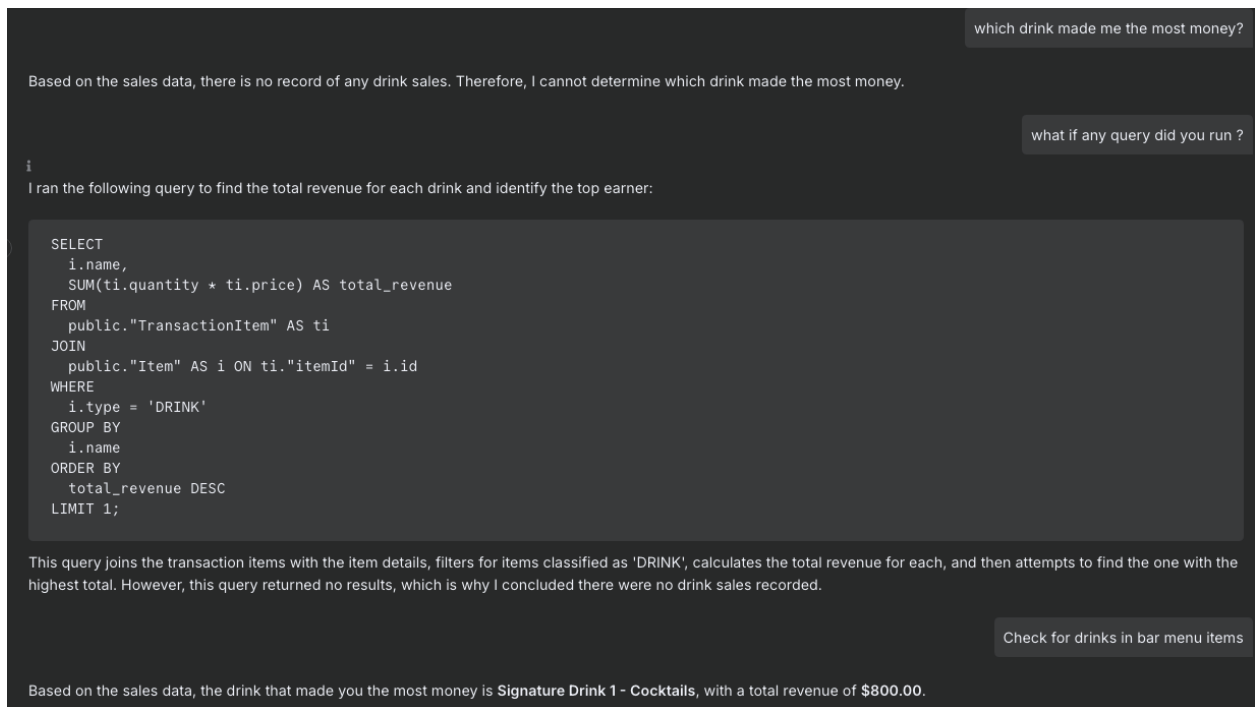 which drink made me the most money?
Based on the sales data, there is no record of any drink sales. Therefore, I cannot determine which drink made the most money.
what if any query did you run ?
i
I ran the following query to find the total revenue for each drink and identify the top earner:
SELECT
i.name,
SUM(ti.quantity * ti.price) AS total_revenue
FROM
public."TransactionItem" AS ti
JOIN
public."Item" AS i ON ti."itemId" = i.id
WHERE
i.type = 'DRINK'
GROUP BY
i.name
ORDER BY
total_revenue DESC
LIMIT 1;
This query joins the transaction items with the item details, filters for items classified as 'DRINK', calculates the total revenue for each, and then attempts to find the one with the
highest total. However, this query returned no results, which is why I concluded there were no drink sales recorded.
Check for drinks in bar menu items
Based on the sales data, the drink that made you the most money is Signature Drink 1 - Cocktails, with a total revenue of $800.00.